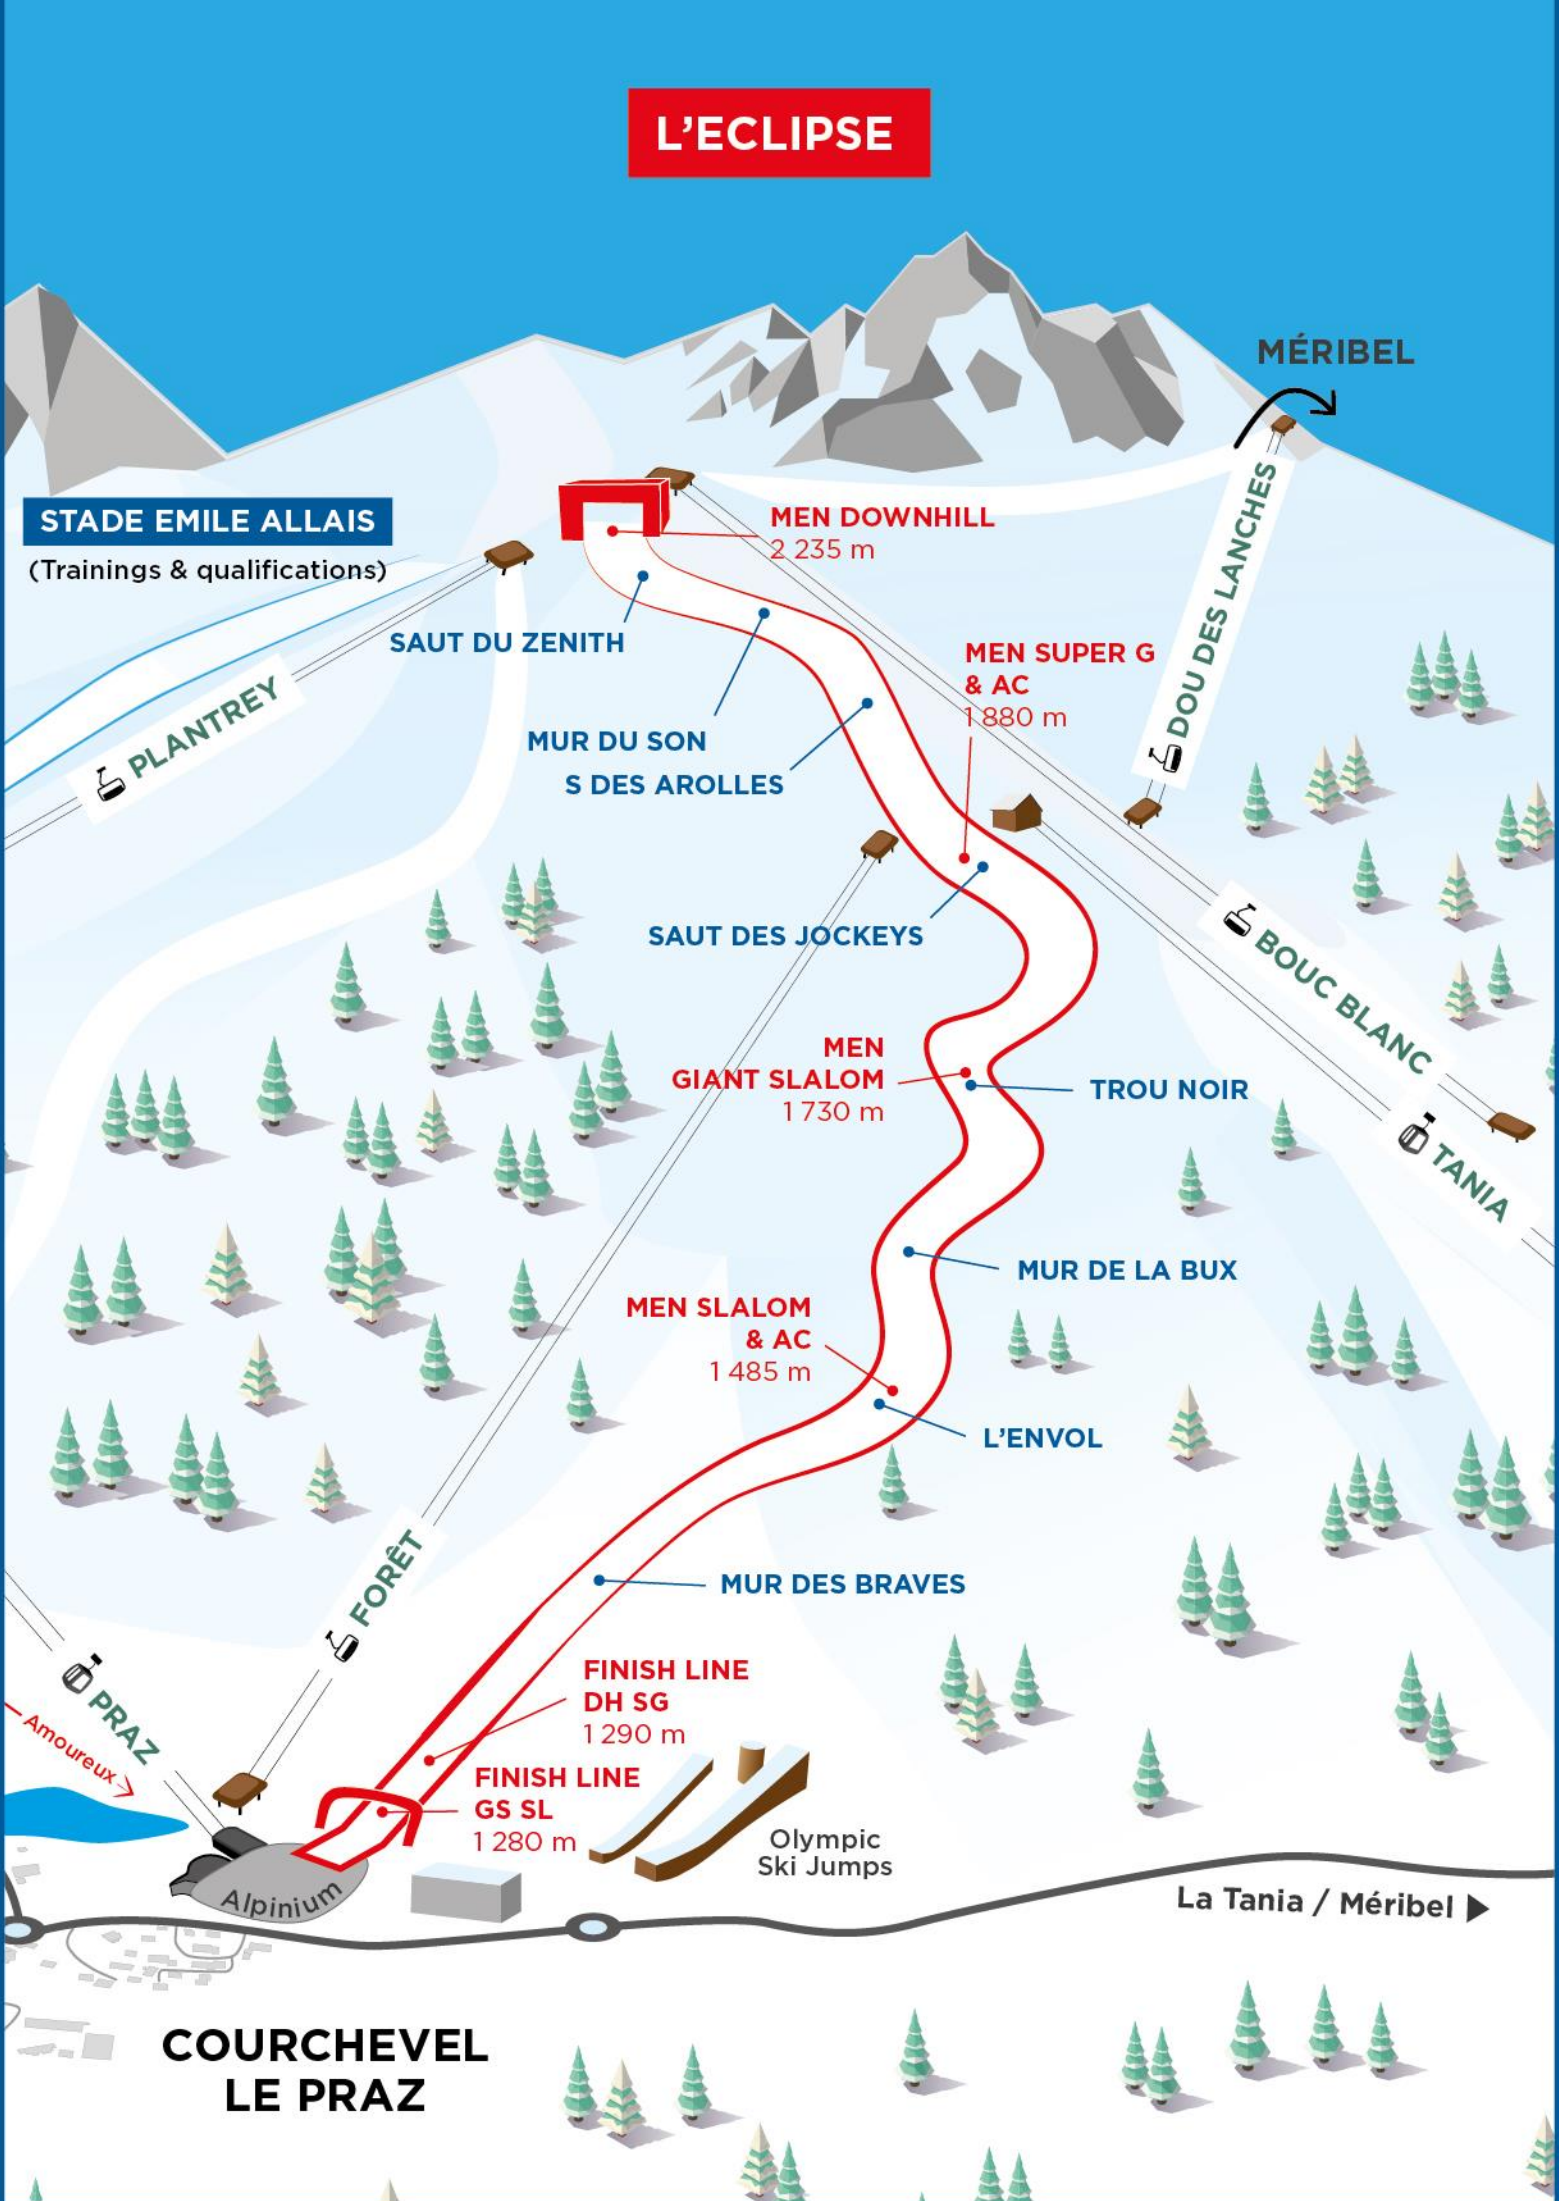 L'ECLIPSE
MÉRIBEL
STADE EMILE ALLAIS
(Trainings & qualifications)
MEN DOWNHILL
2 235 m
DOU DES LANCHES
SAUT DU ZENITH
MEN SUPER G
& AC
1 880 m
PLANTREY
MUR DU SON
S DES AROLLES
SAUT DES JOCKEYS
BOUC BLANC
MEN
GIANT SLALOM
1 730 m
TROU NOIR
TANIA
MUR DE LA BUX
MEN SLALOM
& AC
1 485 m
L'ENVOL
FORÊT
MUR DES BRAVES
PRAZ
Amoureux
FINISH LINE
DH SG
1 290 m
FINISH LINE
GS SL
1 280 m
Olympic
Ski Jumps
Alpinium
La Tania / Méribel
COURCHEVEL
LE PRAZ